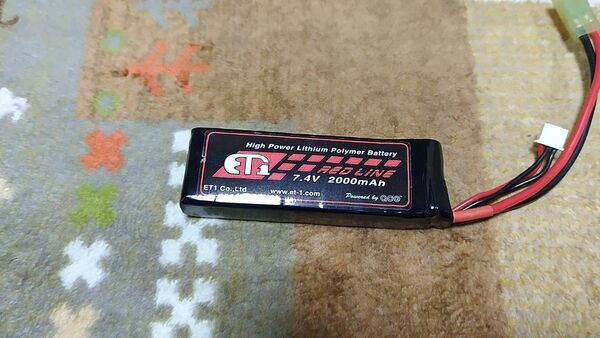 High Power Lithium Polymer Battery
ET1
RED LINE
7.4V 2000mAh
ET1 Co.,Ltd
www.et-1.com
Powered by